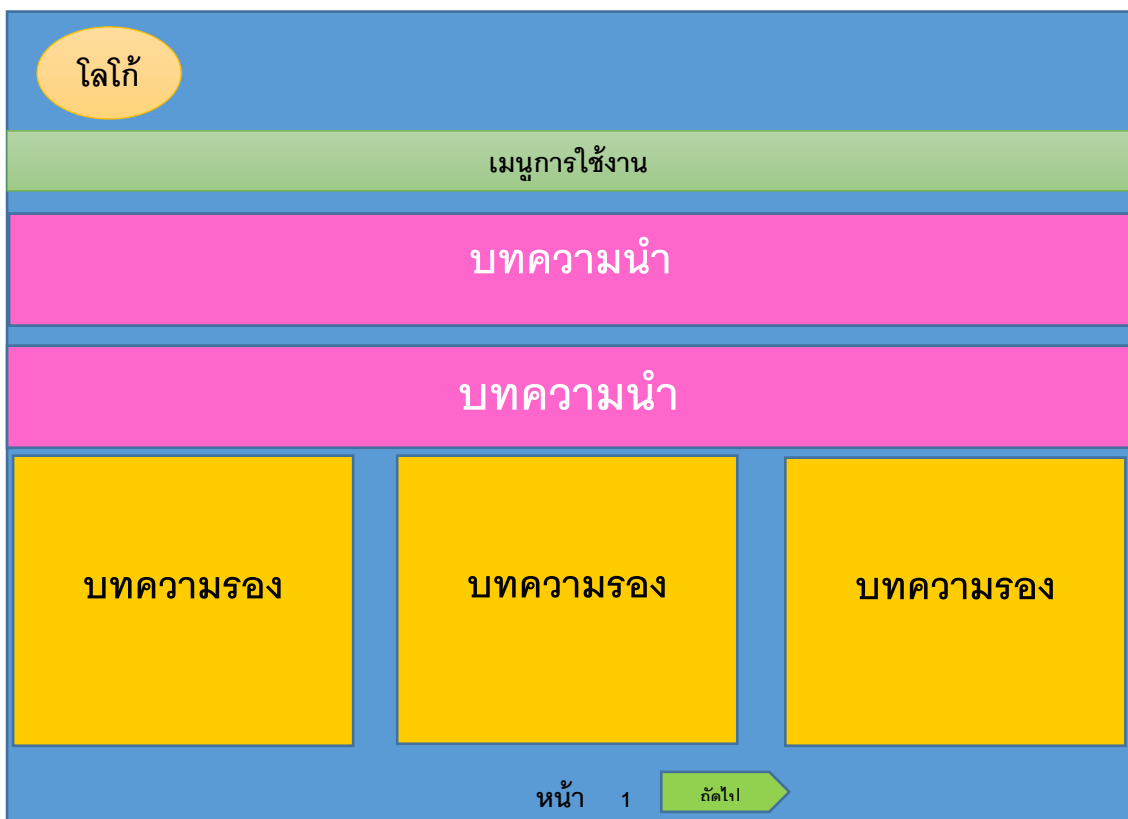 โลโก้
เมนูการใช้งาน
บทความนำ
บทความนำ
บทความรอง
บทความรอง
บทความรอง
หน้า 1 ถัดไป